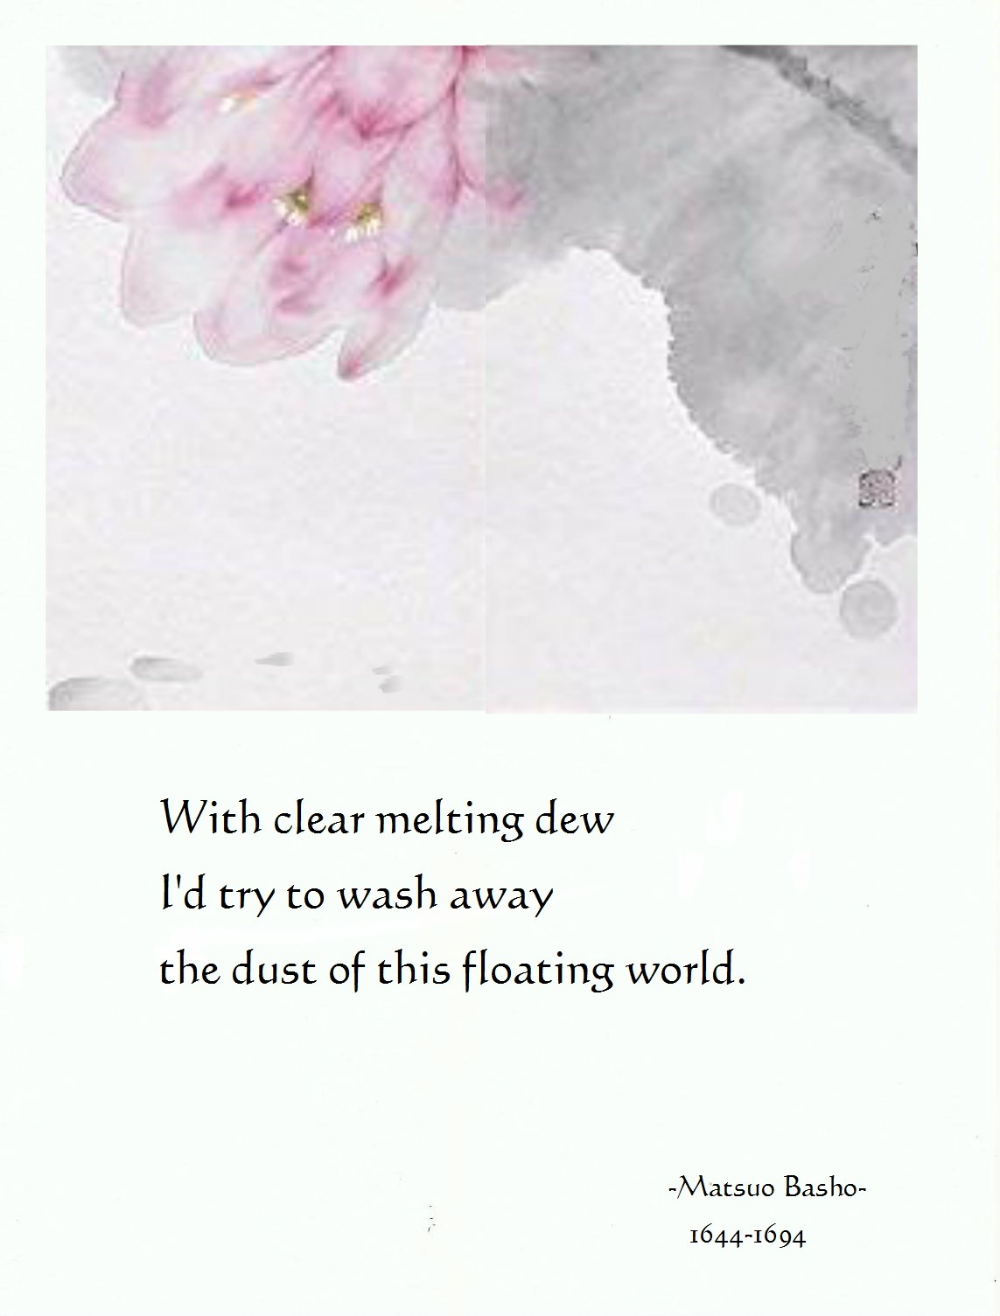 With clear melting dew
I'd try to wash away
the dust of this floating world.
-Matsuo Basho-
1644-1694